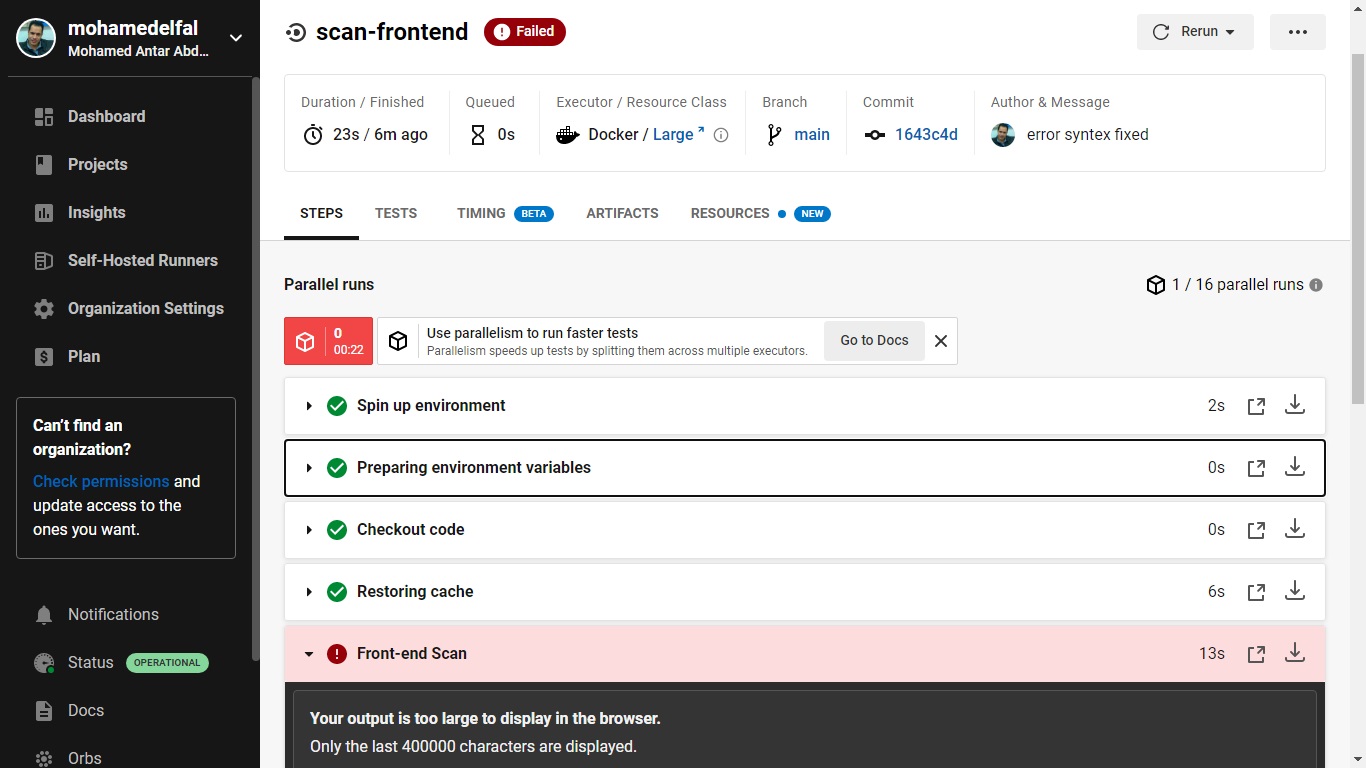 mohamedelfal
Mohamed Antar Abd...
Dashboard
Projects
Insights
Self-Hosted Runners
Organization Settings
Plan
Can't find an
organization?
Check permissions and
update access to the
ones you want.
Notifications
Status OPERATIONAL
Docs
Orbs
scan-frontend Failed
Rerun
Duration / Finished
23s / 6m ago
Queued
0s
Executor / Resource Class
Docker / Large
Branch
main
Commit
1643c4d
Author & Message
error syntex fixed
STEPS TESTS TIMING BETA ARTIFACTS RESOURCES NEW
Parallel runs
1 / 16 parallel runs
0
00:22
Use parallelism to run faster tests
Parallelism speeds up tests by splitting them across multiple executors.
Go to Docs
Spin up environment 2s
Preparing environment variables 0s
Checkout code 0s
Restoring cache 6s
Front-end Scan 13s
Your output is too large to display in the browser.
Only the last 400000 characters are displayed.